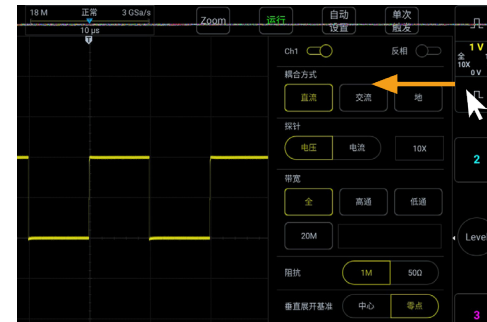 18 M 正常 3 GSa/s
10 µs
Zoom
运行
自动
设置
单次
触发
Ch1
反相
1 V
全
10X
0 V
耦合方式
直流 交流 地
探针
电压 电流 10X
带宽
全 高通 低通
20M
阻抗 1M 50Ω
垂直展开基准 中心 零点
2
Leve
3